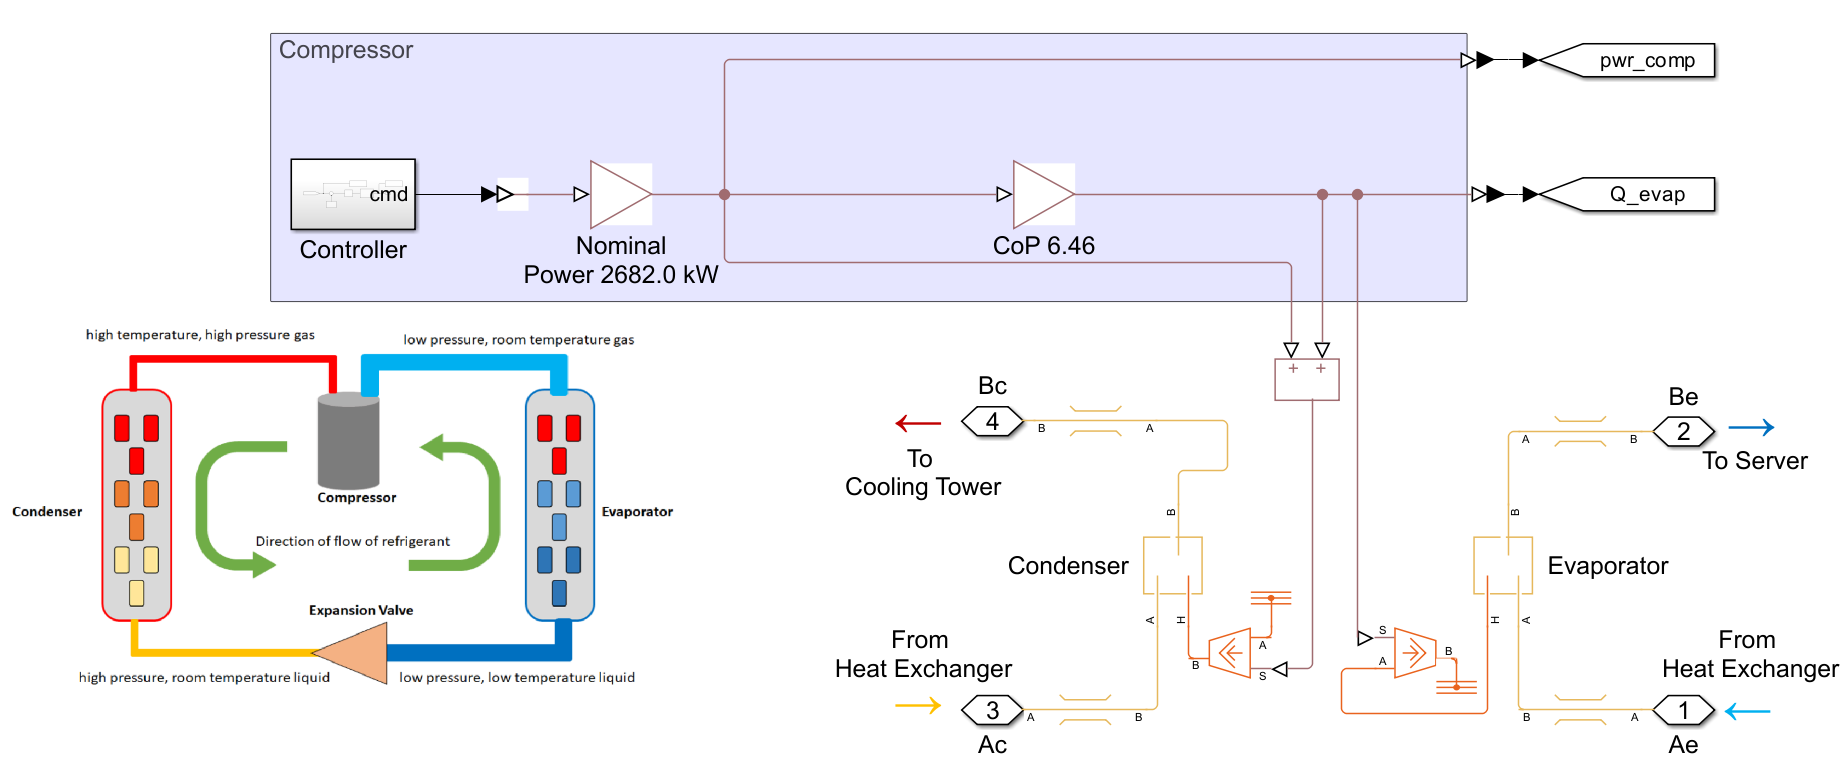 Compressor
pwr_comp
cmd
Controller
Nominal
Power 2682.0 kW
CoP 6.46
Q_evap
+ +
high temperature, high pressure gas
low pressure, room temperature gas
Condenser
Compressor
Evaporator
Direction of flow of refrigerant
Expansion Valve
high pressure, room temperature liquid
low pressure, low temperature liquid
Bc
4
B
A
To
Cooling Tower
B
Condenser
A
H
A
B
S
From
Heat Exchanger
3
A
B
Ac
Be
2
A
B
To Server
B
Evaporator
S
A
B
H
A
From
Heat Exchanger
1
B
A
Ae